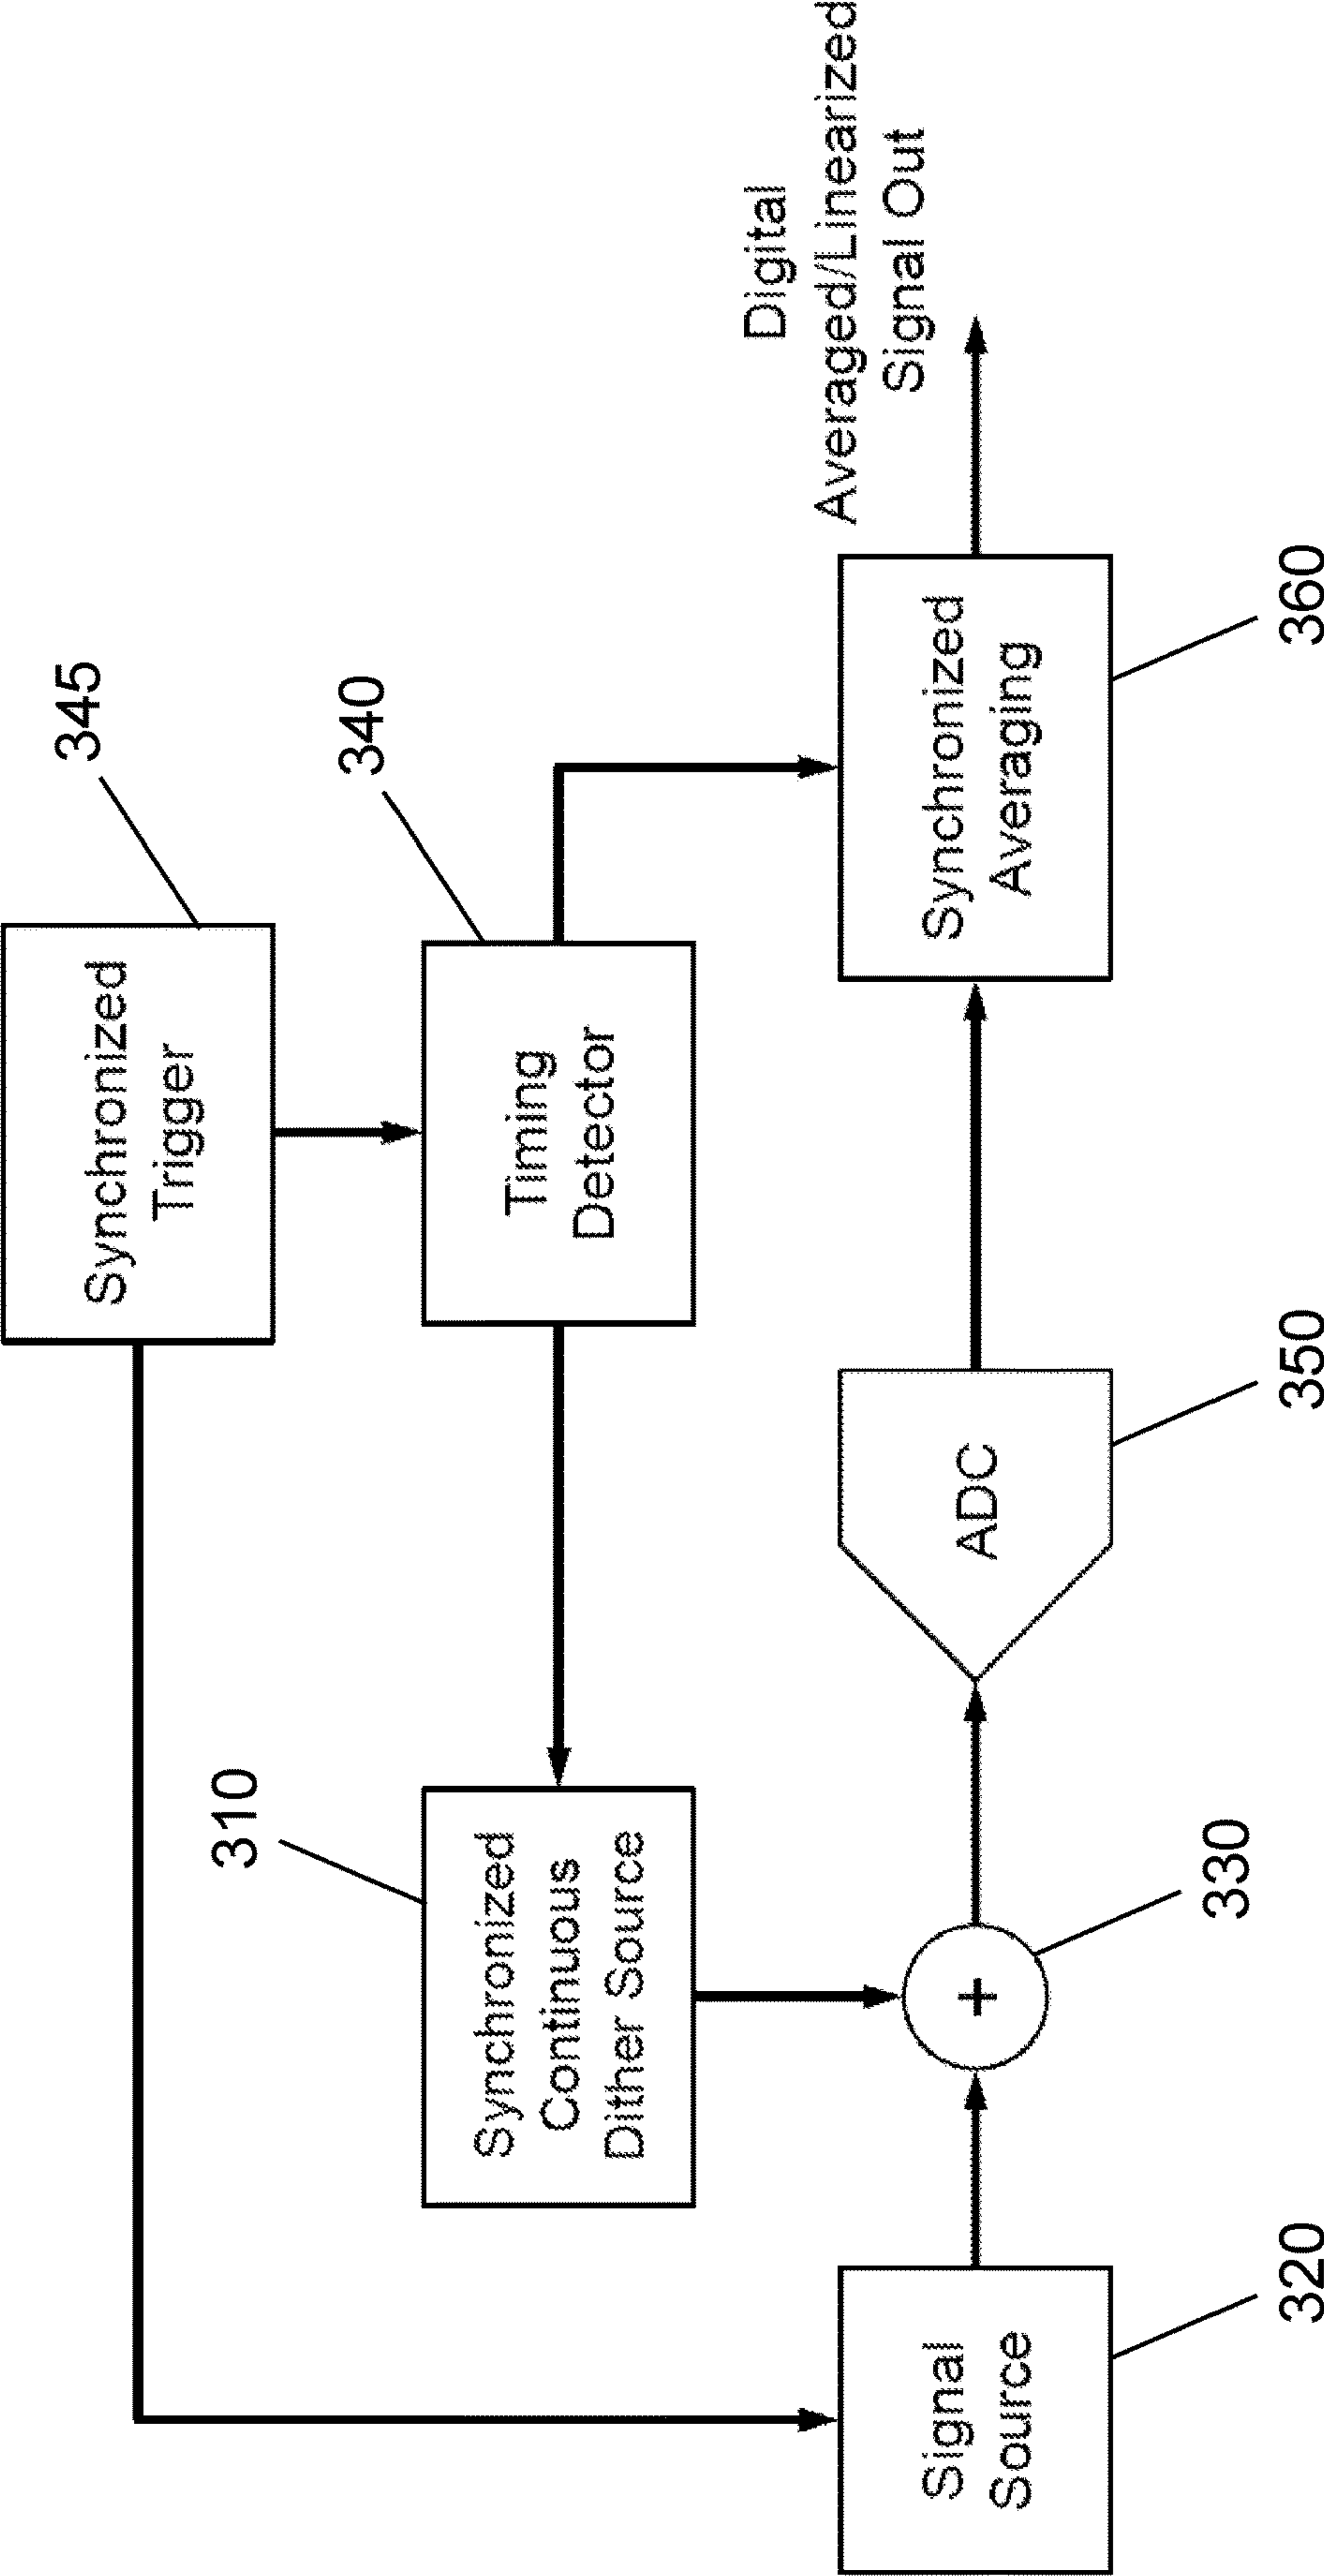 Synchronized
Trigger
345
Timing
Detector
340
Synchronized
Continuous
Dither Source
310
Signal
Source
320
+
330
ADC
350
Synchronized
Averaging
360
Digital
Averaged/Linearized
Signal Out